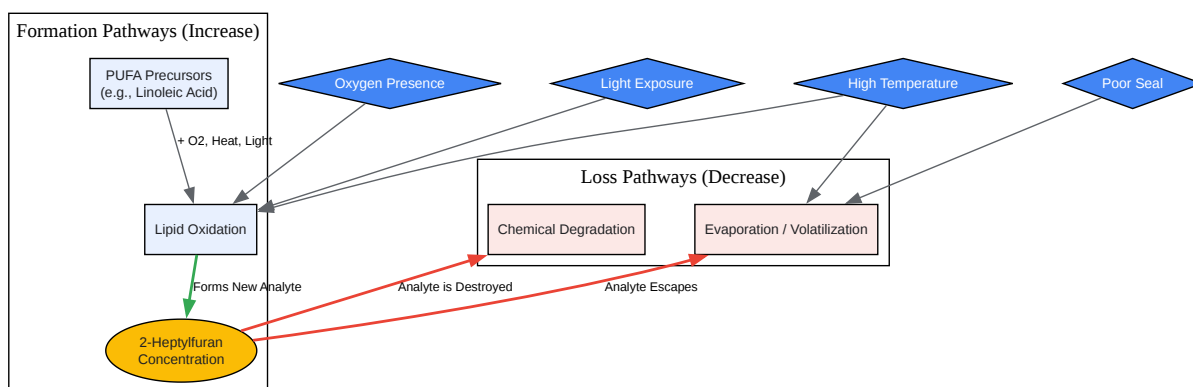 Formation Pathways (Increase)
PUFA Precursors
(e.g., Linoleic Acid)
Oxygen Presence
Light Exposure
High Temperature
Poor Seal
+ O2, Heat, Light
Loss Pathways (Decrease)
Lipid Oxidation
Chemical Degradation
Evaporation / Volatilization
Forms New Analyte
Analyte is Destroyed
Analyte Escapes
2-Heptylfuran
Concentration